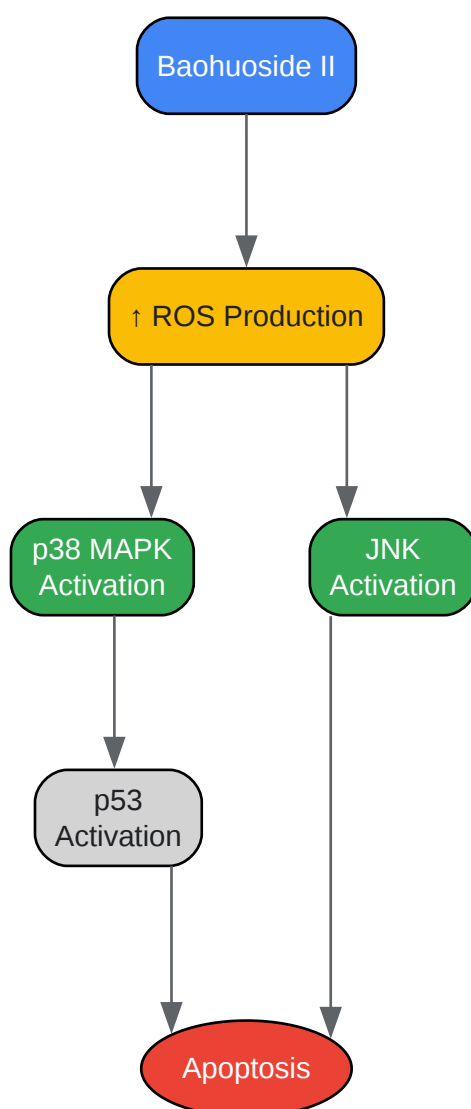 Baohuoside II
↑ ROS Production
p38 MAPK
Activation
JNK
Activation
p53
Activation
Apoptosis